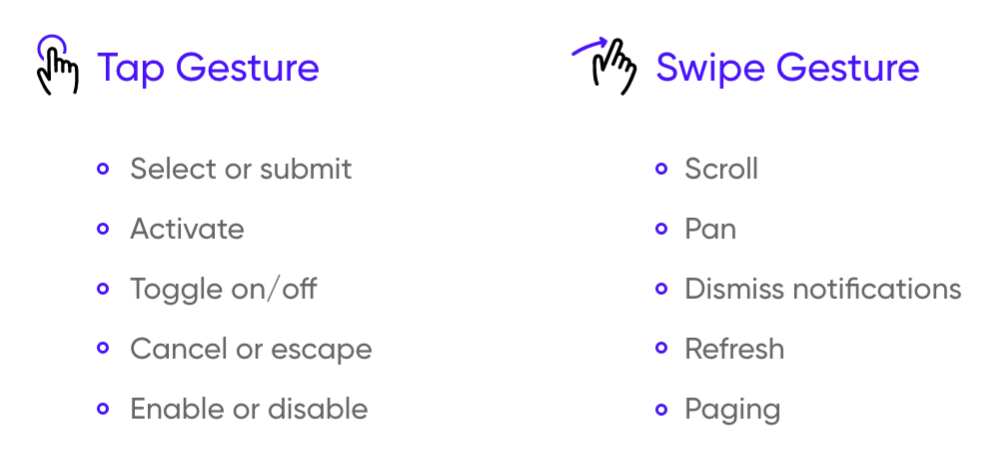 Tap Gesture
Select or submit
Activate
Toggle on/off
Cancel or escape
Enable or disable
Swipe Gesture
Scroll
Pan
Dismiss notifications
Refresh
Paging